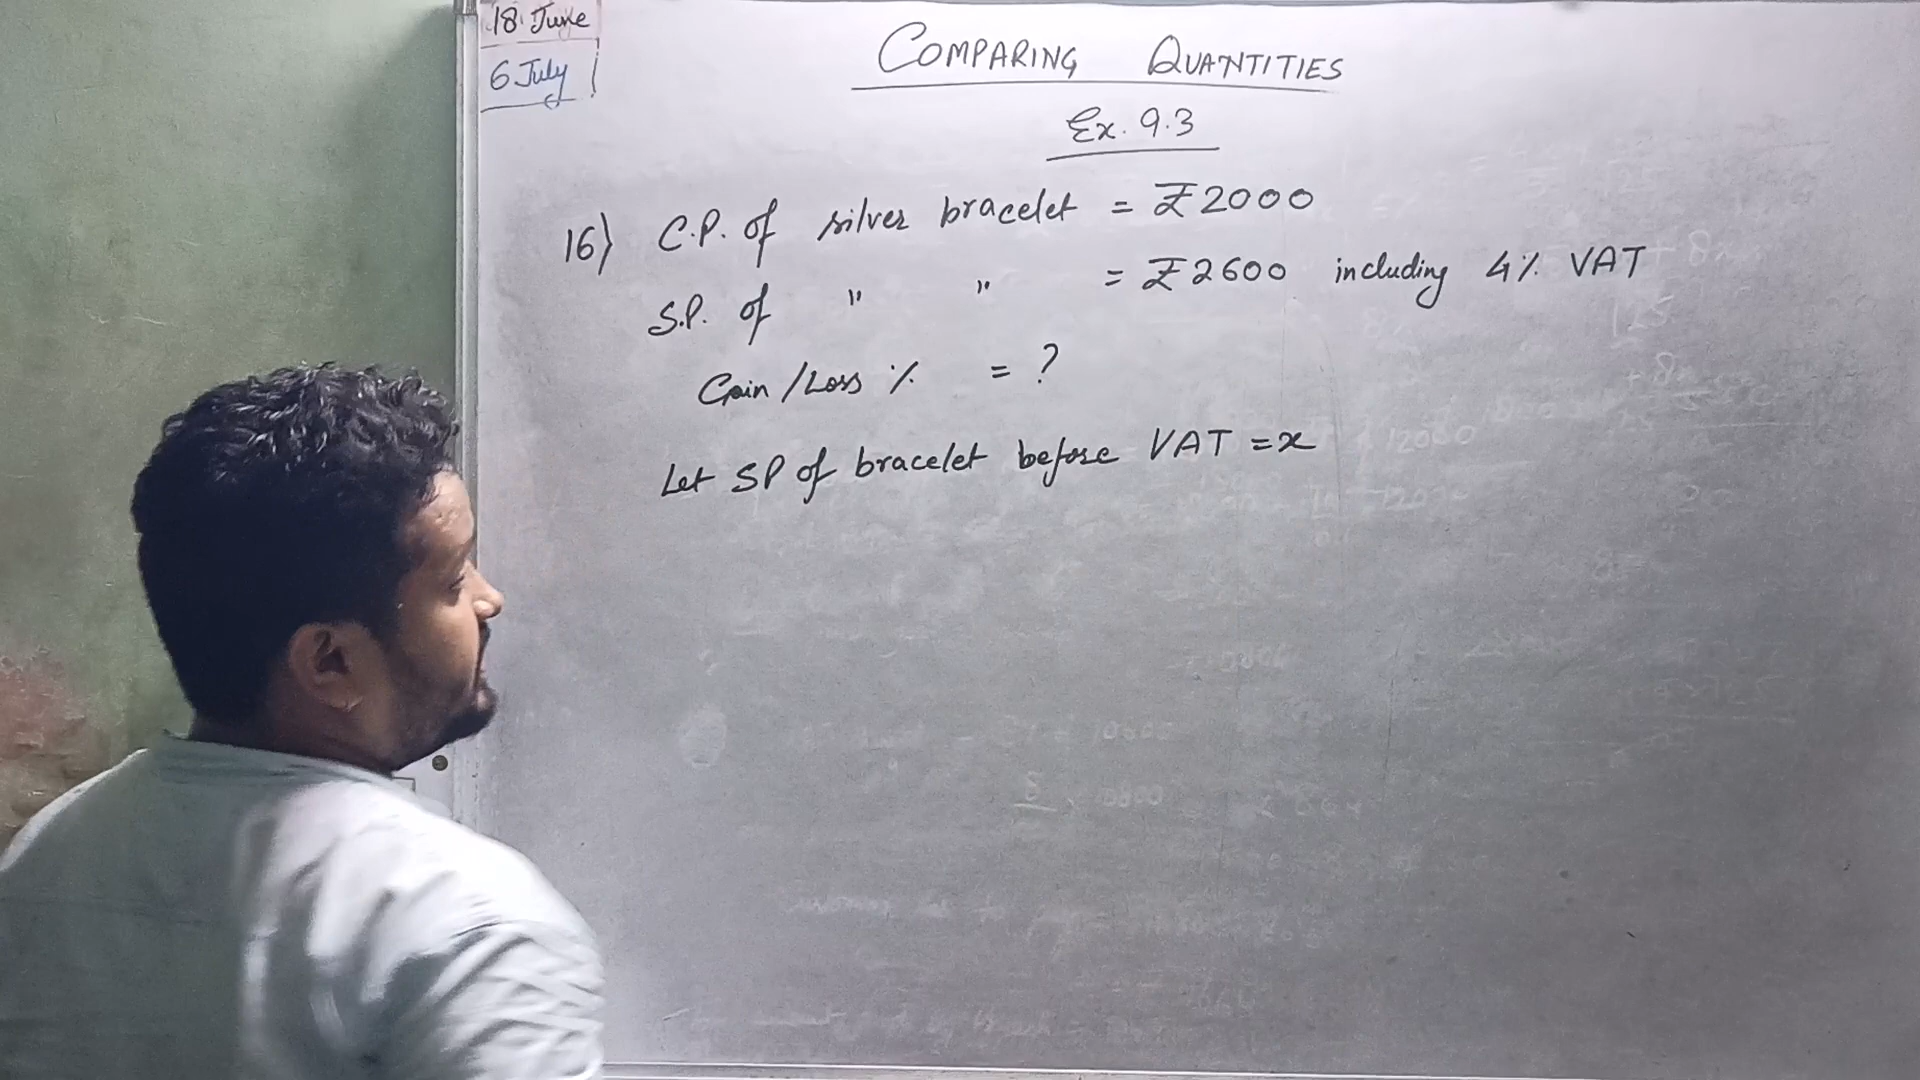 18 June
6 July
COMPARING QUANTITIES
Ex. 9.3
16) C.P. of silver bracelet = ₹2000
S.P. of " " = ₹2600 including 4% VAT
Gain/Loss % = ?
Let SP of bracelet before VAT = x